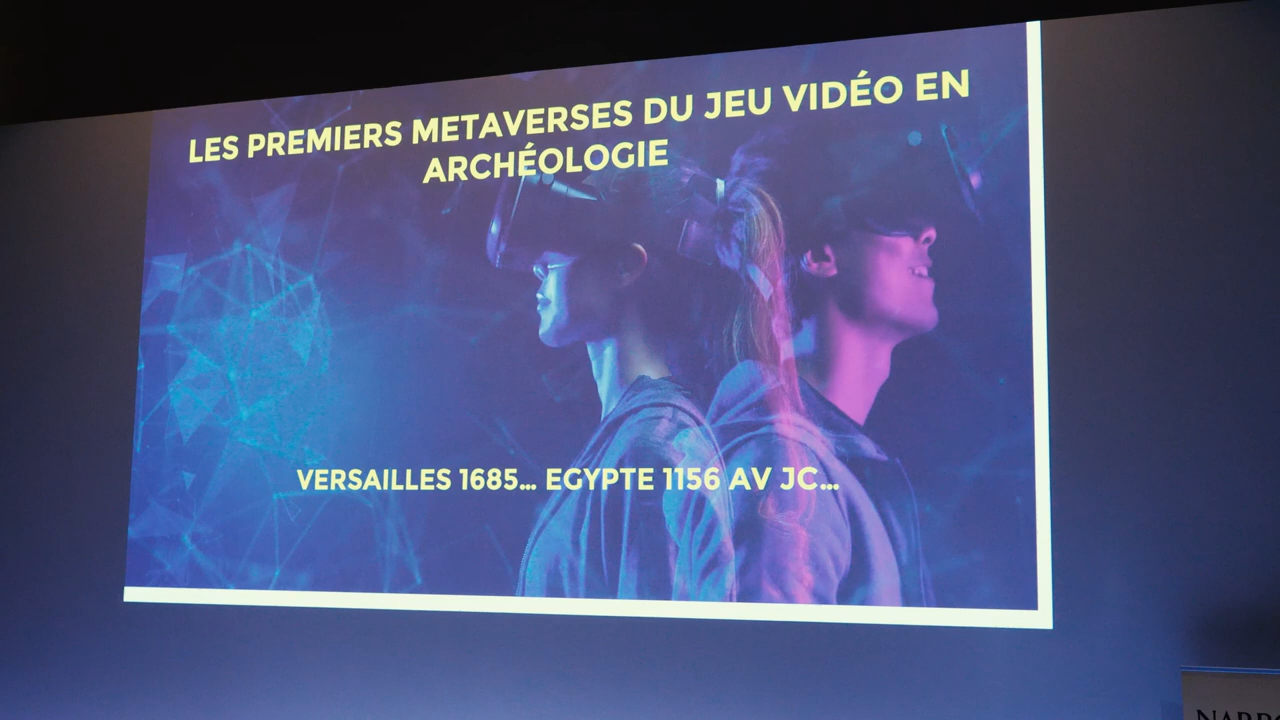 LES PREMIERS METAVERSES DU JEU VIDÉO EN
ARCHÉOLOGIE
VERSAILLES 1685... EGYPTE 1156 AV JC...